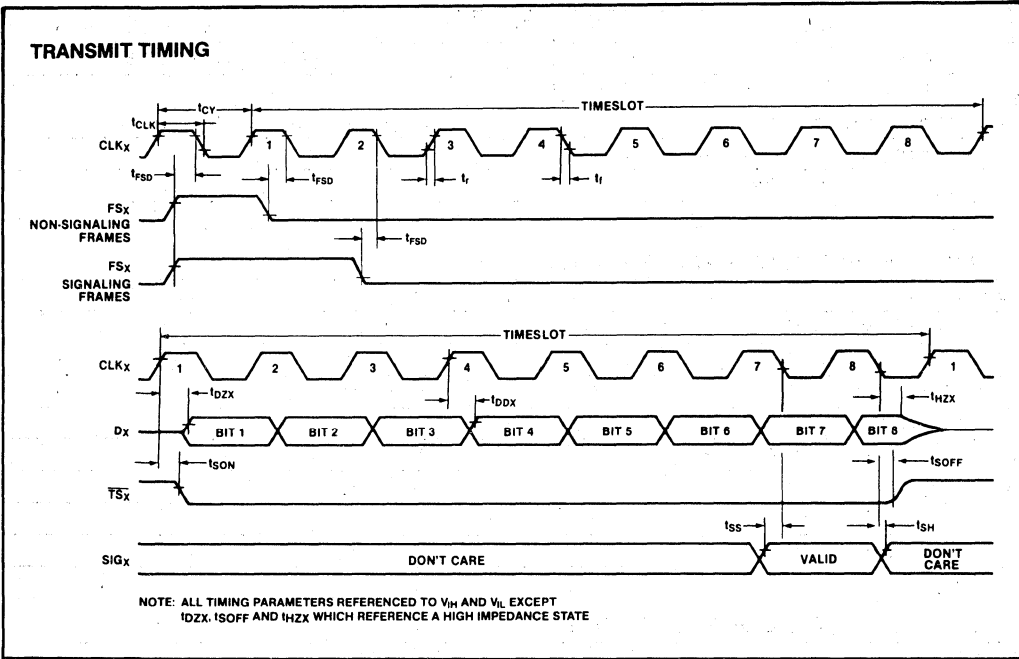 TRANSMIT TIMING
tCY
TIMESLOT
tCLK
CLKX
1 2 3 4 5 6 7 8
tFSD
tFSD
tr
tf
FSX
NON-SIGNALING
FRAMES
tFSD
FSX
SIGNALING
FRAMES
TIMESLOT
CLKX
1 2 3 4 5 6 7 8 1
tDZX
tDDX
tHZX
DX
BIT 1 BIT 2 BIT 3 BIT 4 BIT 5 BIT 6 BIT 7 BIT 8
tSON
tSOFF
TSX
tSS
tSH
SIGX
DON'T CARE
VALID
DON'T
CARE
NOTE: ALL TIMING PARAMETERS REFERENCED TO VIH AND VIL EXCEPT
tDZX, tSOFF AND tHZX WHICH REFERENCE A HIGH IMPEDANCE STATE